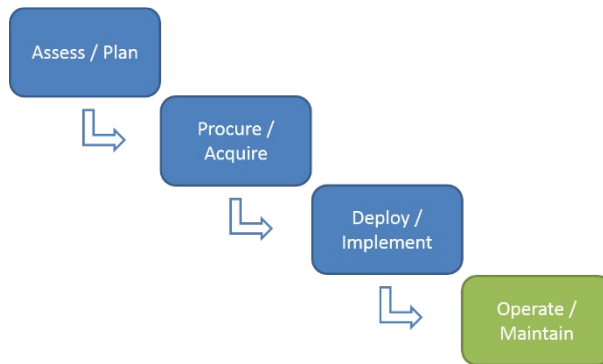 Assess / Plan
Procure /
Acquire
Deploy /
Implement
Operate /
Maintain